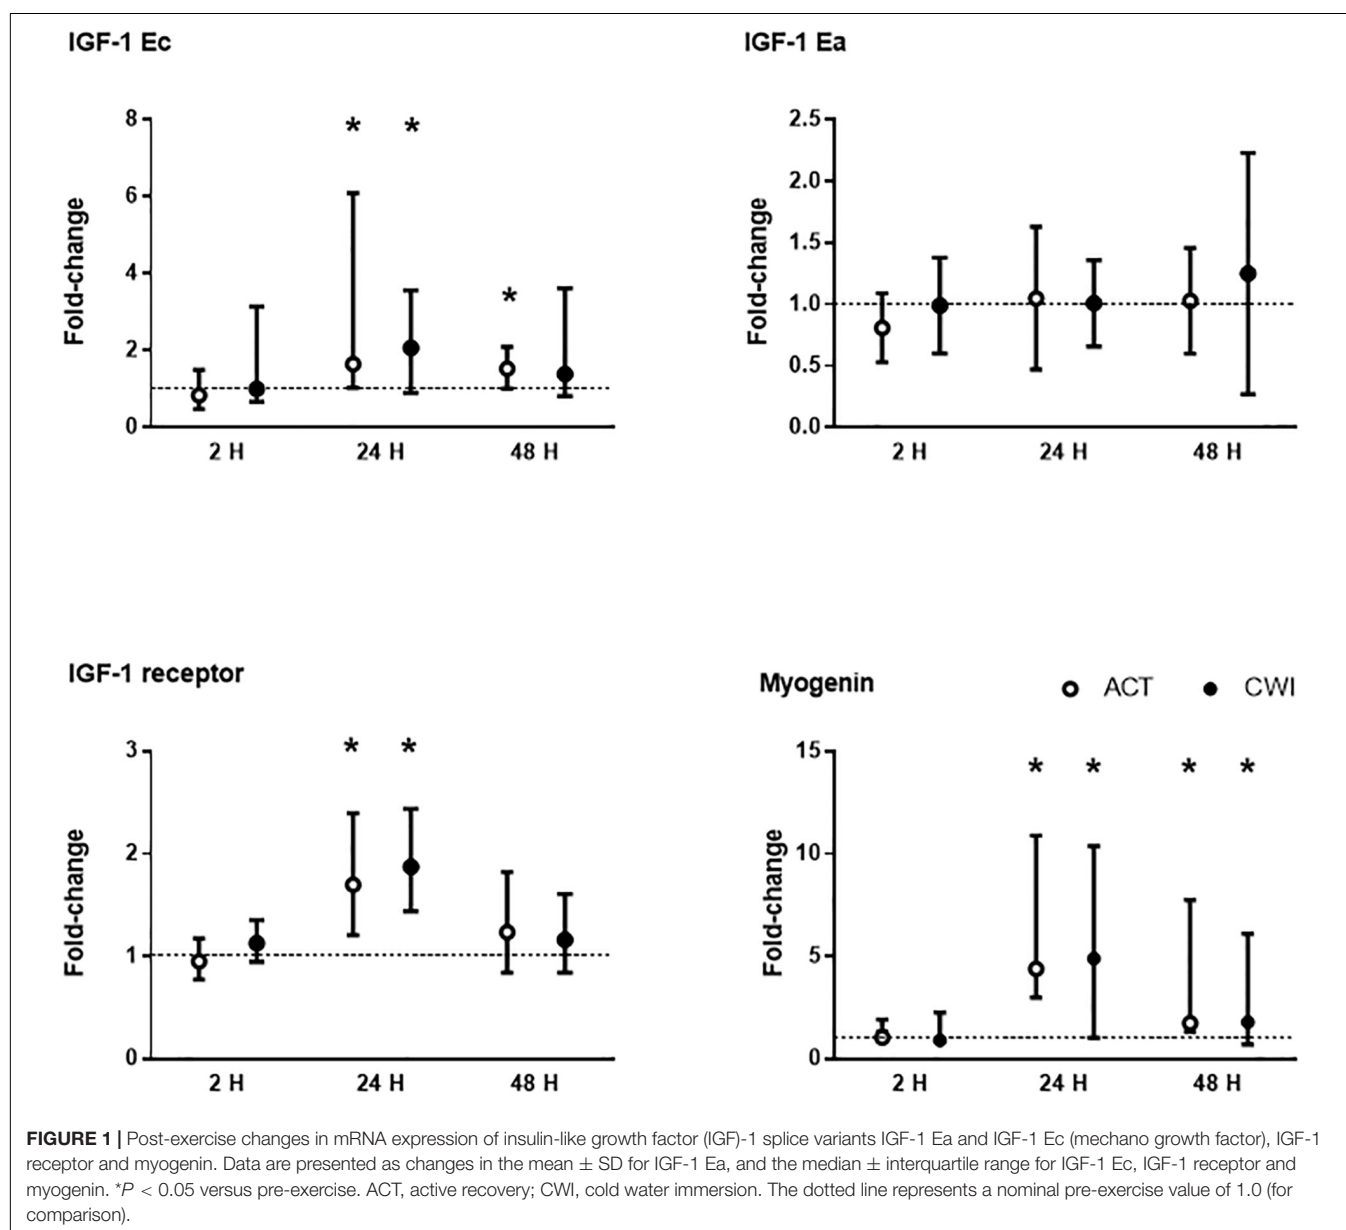 IGF-1 Ec
IGF-1 Ea
8
6
4
2
0
Fold-change
* *
*
2 H 24 H 48 H
2.5
2.0
1.5
1.0
0.5
0.0
Fold-change
2 H 24 H 48 H
IGF-1 receptor
3
2
1
0
Fold-change
* *
2 H 24 H 48 H
Myogenin
ACT CWI
15
10
5
0
Fold-change
* * * *
2 H 24 H 48 H
FIGURE 1 | Post-exercise changes in mRNA expression of insulin-like growth factor (IGF)-1 splice variants IGF-1 Ea and IGF-1 Ec (mechano growth factor), IGF-1
receptor and myogenin. Data are presented as changes in the mean ± SD for IGF-1 Ea, and the median ± interquartile range for IGF-1 Ec, IGF-1 receptor and
myogenin. *P < 0.05 versus pre-exercise. ACT, active recovery; CWI, cold water immersion. The dotted line represents a nominal pre-exercise value of 1.0 (for
comparison).